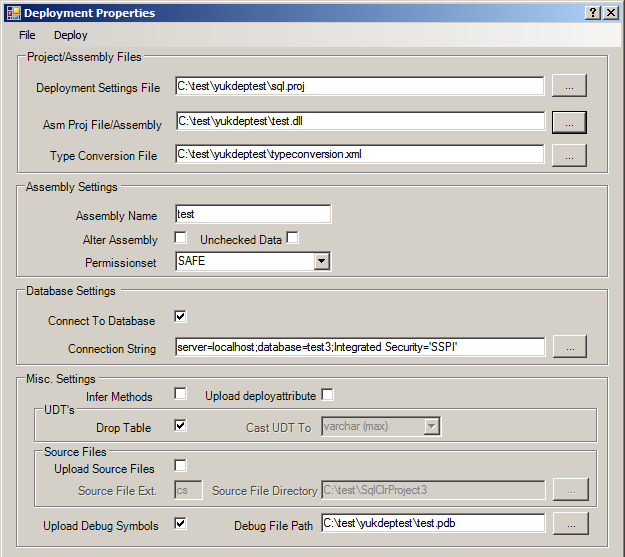 Deployment Properties
File Deploy
Project/Assembly Files
Deployment Settings File C:\test\yukdeptest\sql.proj ...
Asm Proj File/Assembly C:\test\yukdeptest\test.dll ...
Type Conversion File C:\test\yukdeptest\typeconversion.xml ...
Assembly Settings
Assembly Name test
Alter Assembly Unchecked Data
Permissionset SAFE
Database Settings
Connect To Database
Connection String server=localhost;database=test3;Integrated Security='SSPI' ...
Misc. Settings
Infer Methods Upload deployattribute
UDT's
Drop Table Cast UDT To varchar (max)
Source Files
Upload Source Files
Source File Ext. cs Source File Directory C:\test\SqlClrProject3 ...
Upload Debug Symbols Debug File Path C:\test\yukdeptest\test.pdb ...